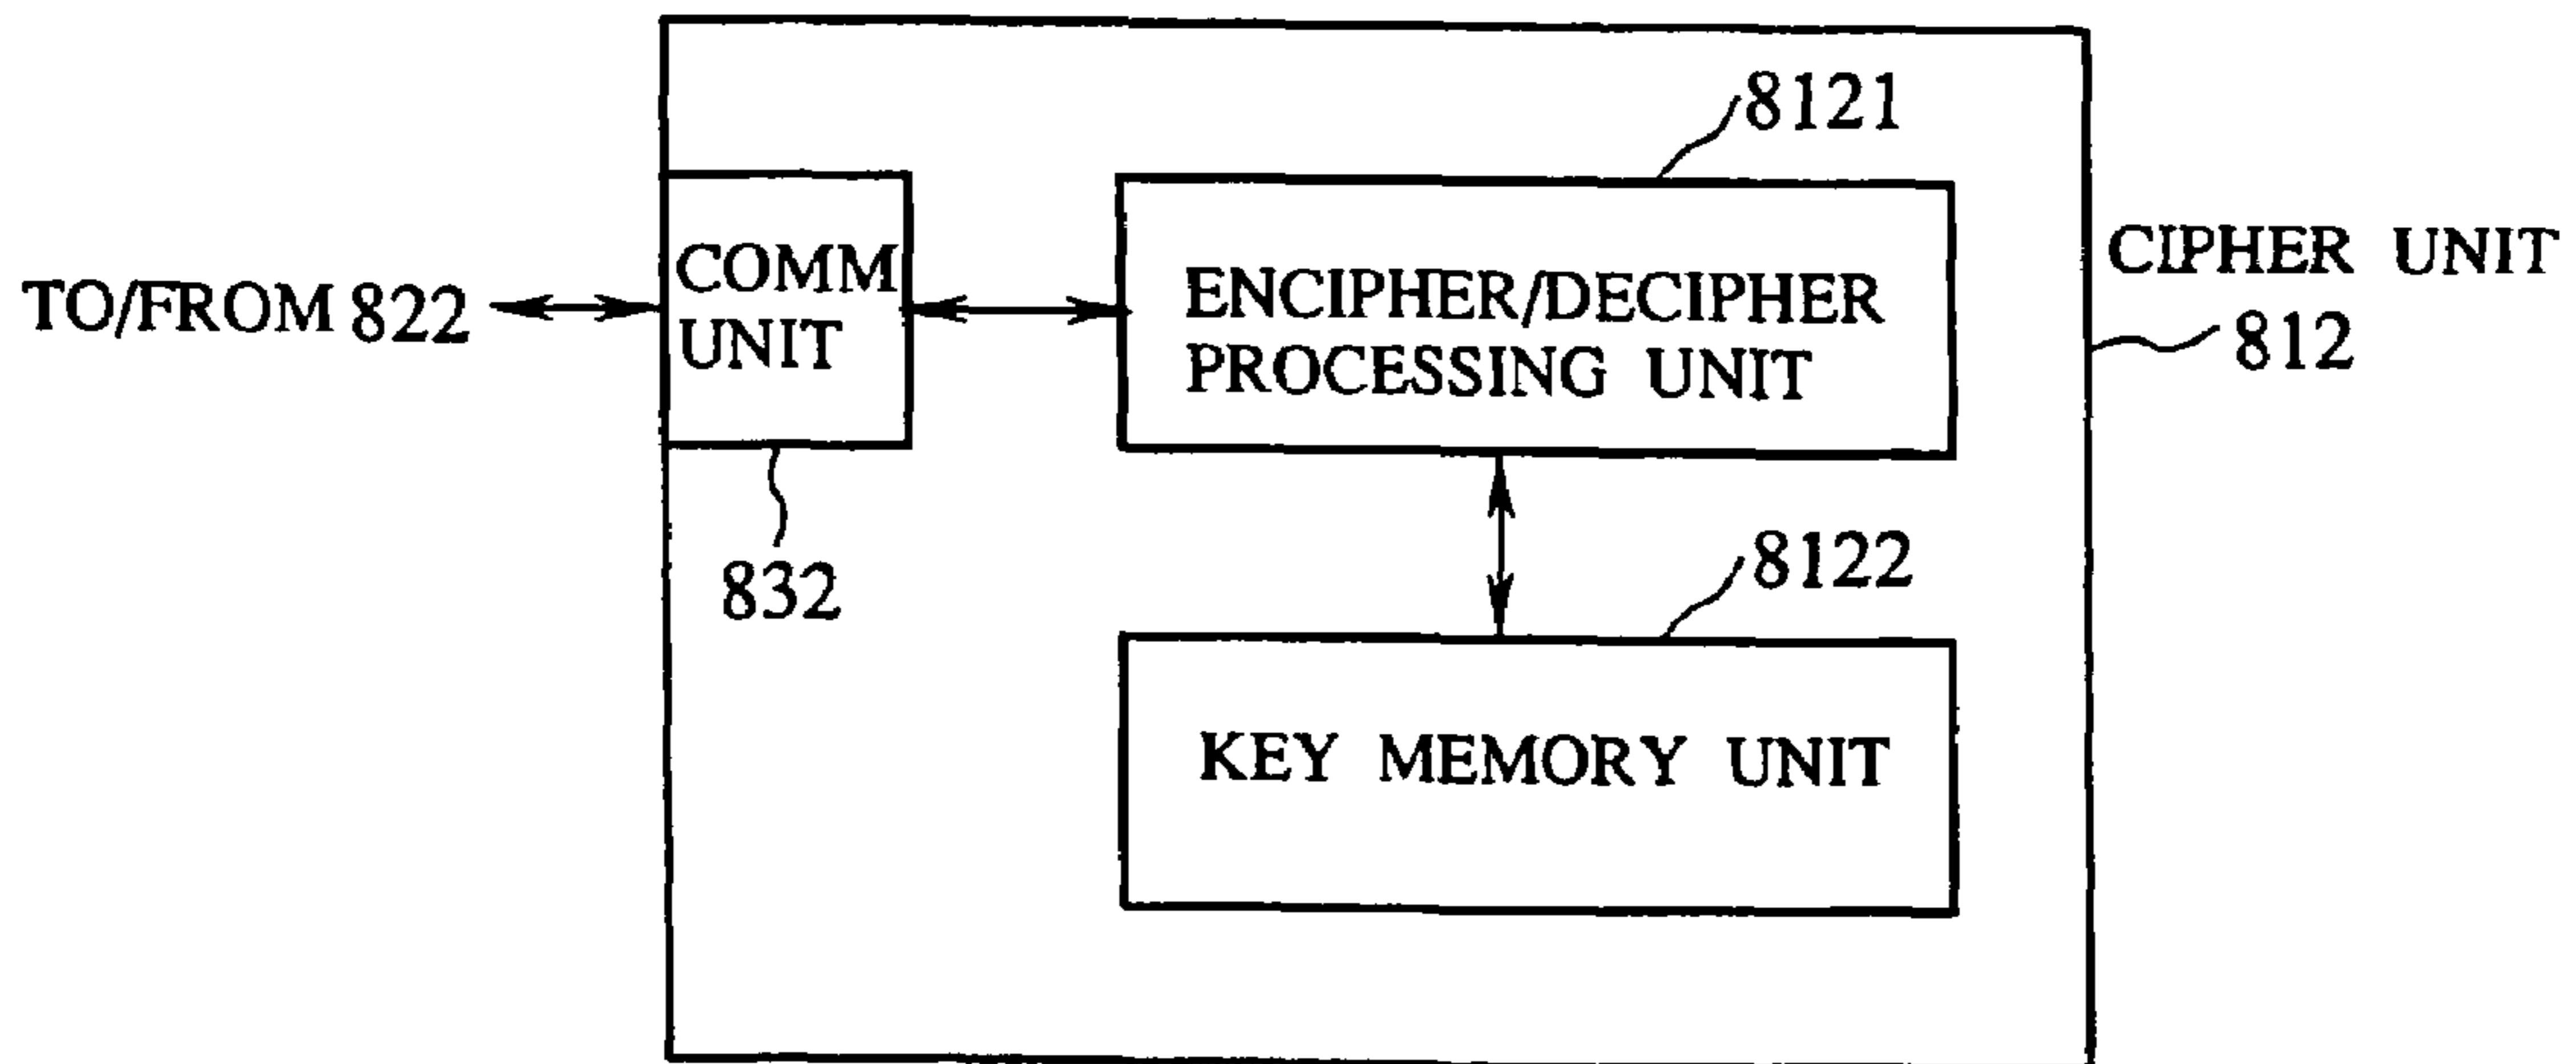 8121
CIPHER UNIT
812
TO/FROM 822
COMM
UNIT
832
ENCIPHER/DECIPHER
PROCESSING UNIT
8122
KEY MEMORY UNIT